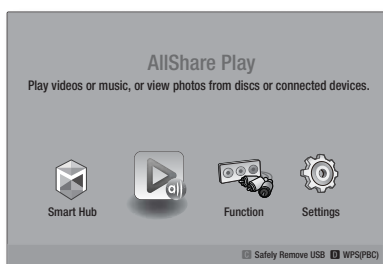 AllShare Play
Play videos or music, or view photos from discs or connected devices.
Smart Hub
Function
Settings
C Safely Remove USB D WPS(PBC)